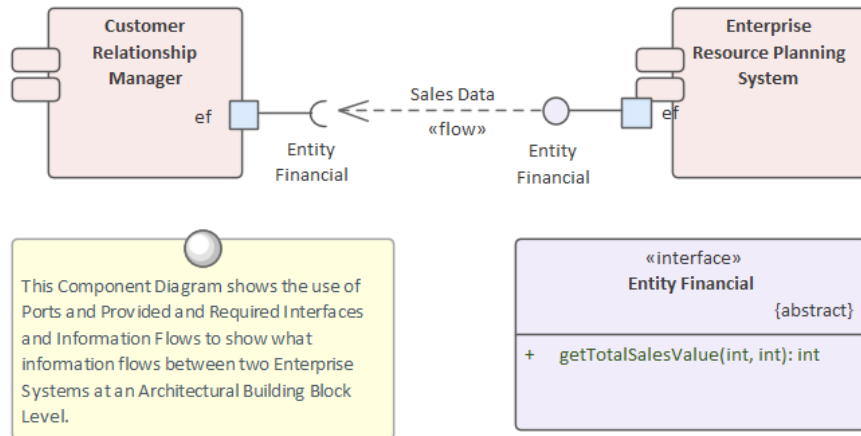 Customer
Relationship
Manager
Enterprise
Resource Planning
System
ef
Sales Data
«flow»
ef
Entity
Financial
Entity
Financial
This Component Diagram shows the use of
Ports and Provided and Required Interfaces
and Information Flows to show what
information flows between two Enterprise
Systems at an Architectural Building Block
Level.
«interface»
Entity Financial
{abstract}
+ getTotalSalesValue(int, int): int